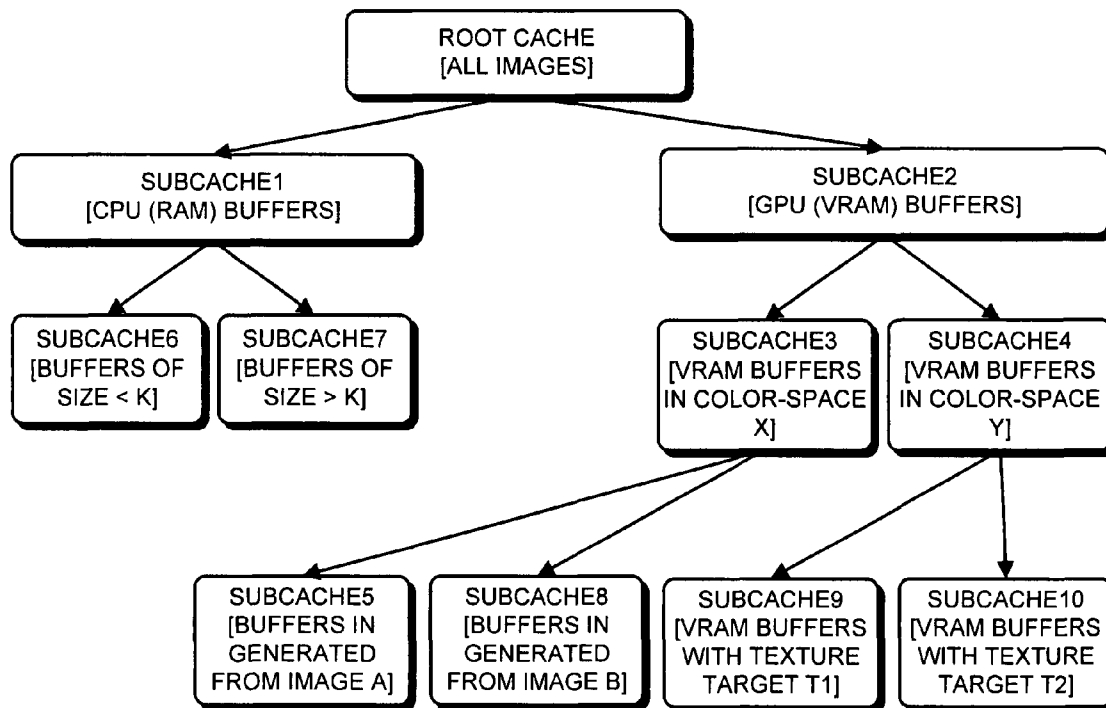 ROOT CACHE
[ALL IMAGES]
SUBCACHE1
[CPU (RAM) BUFFERS]
SUBCACHE2
[GPU (VRAM) BUFFERS]
SUBCACHE6
[BUFFERS OF
SIZE < K]
SUBCACHE7
[BUFFERS OF
SIZE > K]
SUBCACHE3
[VRAM BUFFERS
IN COLOR-SPACE
X]
SUBCACHE4
[VRAM BUFFERS
IN COLOR-SPACE
Y]
SUBCACHE5
[BUFFERS IN
GENERATED
FROM IMAGE A]
SUBCACHE8
[BUFFERS IN
GENERATED
FROM IMAGE B]
SUBCACHE9
[VRAM BUFFERS
WITH TEXTURE
TARGET T1]
SUBCACHE10
[VRAM BUFFERS
WITH TEXTURE
TARGET T2]